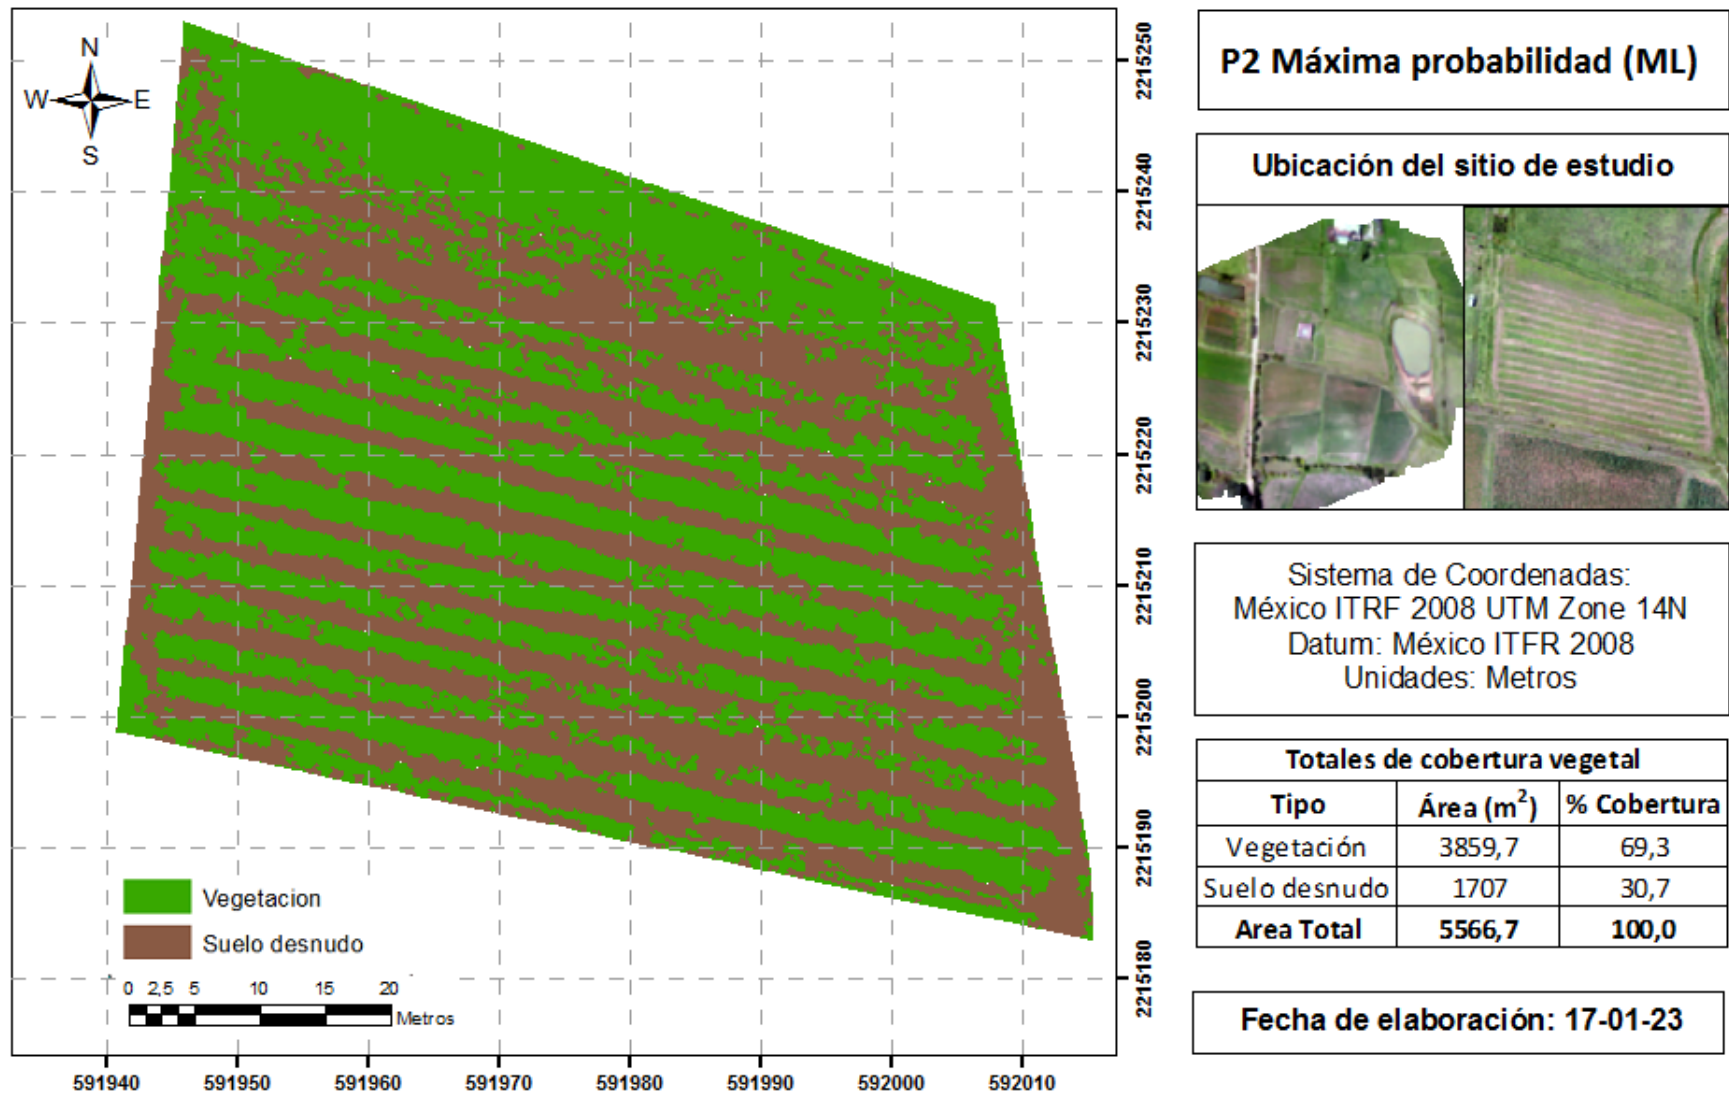 N
W E
S
2215250
2215240
2215230
2215220
2215210
2215200
2215190
2215180
Vegetacion
Suelo desnudo
0 2,5 5 10 15 20
Metros
591940 591950 591960 591970 591980 591990 592000 592010
P2 Máxima probabilidad (ML)
Ubicación del sitio de estudio
Sistema de Coordenadas:
México ITRF 2008 UTM Zone 14N
Datum: México ITFR 2008
Unidades: Metros
Totales de cobertura vegetal
Tipo Área (m²) % Cobertura
Vegetación 3859,7 69,3
Suelo desnudo 1707 30,7
Area Total 5566,7 100,0
Fecha de elaboración: 17-01-23